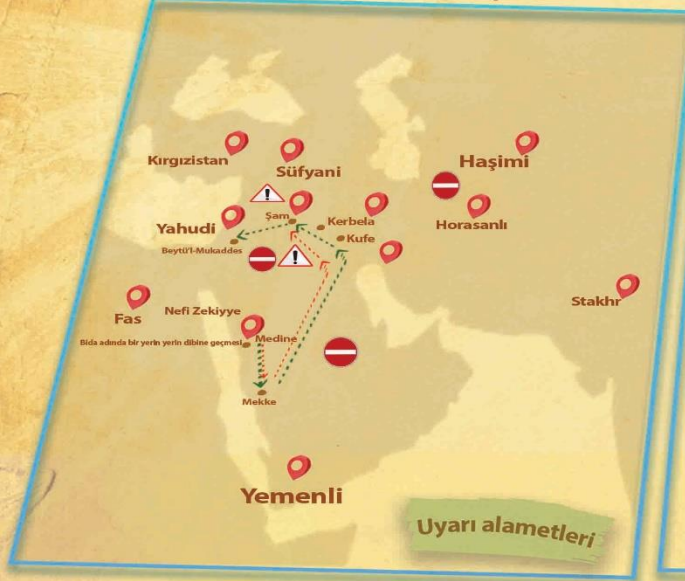 Kırgızistan
Süfyani
Haşimi
Şam
Kerbela
Horasanlı
Yahudi
Kufe
Beytü'l-Mukaddes
Stakhr
Fas
Nefi Zekiyye
Medine
Bida adında bir yerin yerin dibine geçmesi
Mekke
Yemenli
Uyarı alametleri